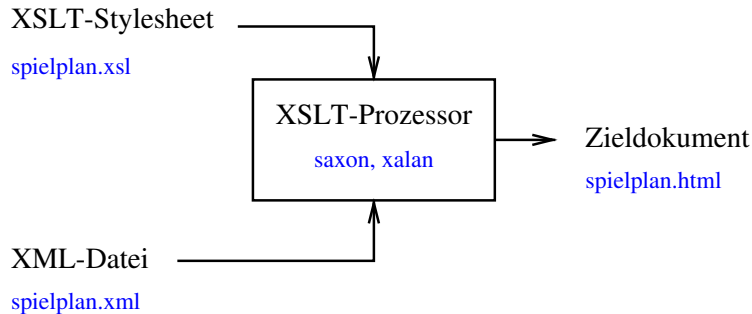 XSLT-Stylesheet
spielplan.xsl
XSLT-Prozessor
saxon, xalan
Zieldokument
spielplan.html
XML-Datei
spielplan.xml